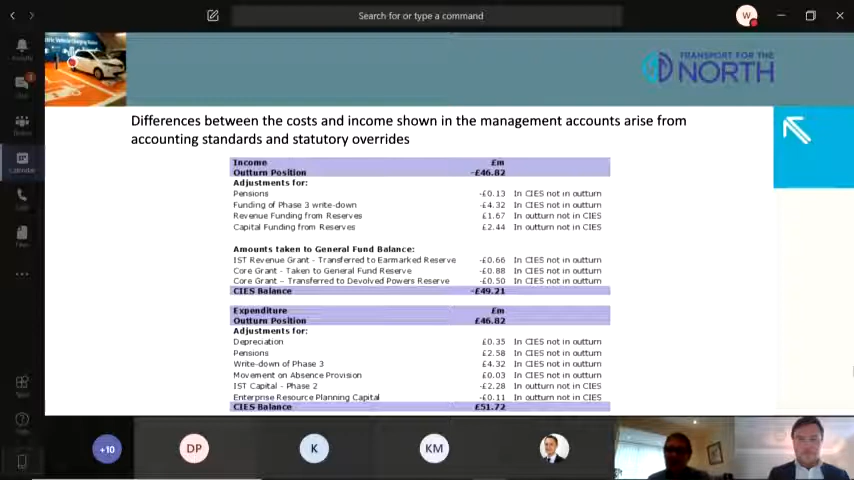 Search for or type a command
W
TRANSPORT FOR THE
NORTH
Differences between the costs and income shown in the management accounts arise from
accounting standards and statutory overrides
Income £m
Outturn Position -£46.82
Adjustments for:
Pensions -£0.13 In CIES not in outturn
Funding of Phase 3 write-down -£4.32 In CIES not in outturn
Revenue Funding from Reserves £1.67 In outturn not in CIES
Capital Funding from Reserves £2.44 In outturn not in CIES
Amounts taken to General Fund Balance:
IST Revenue Grant - Transferred to Earmarked Reserve -£0.66 In CIES not in outturn
Core Grant - Taken to General Fund Reserve -£0.88 In CIES not in outturn
Core Grant - Transferred to Devolved Powers Reserve -£0.50 In CIES not in outturn
CIES Balance -£49.21
Expenditure £m
Outturn Position £46.82
Adjustments for:
Depreciation £0.35 In CIES not in outturn
Pensions £2.58 In CIES not in outturn
Write-down of Phase 3 £4.32 In CIES not in outturn
Movement on Absence Provision £0.03 In CIES not in outturn
IST Capital - Phase 2 -£2.28 In outturn not in CIES
Enterprise Resource Planning Capital -£0.11 In outturn not in CIES
CIES Balance £51.72
Calendar
+10
DP
K
KM